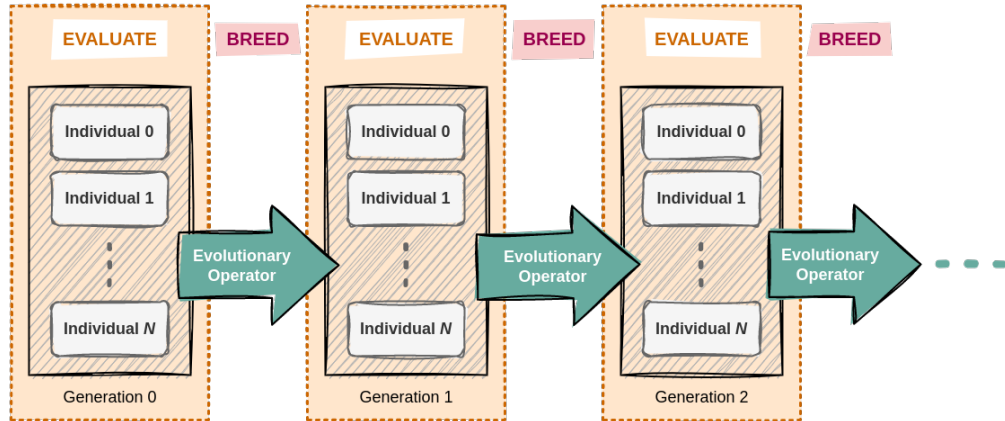 EVALUATE
BREED
EVALUATE
BREED
EVALUATE
BREED
Individual 0
Individual 1
Individual N
Generation 0
Evolutionary
Operator
Individual 0
Individual 1
Individual N
Generation 1
Evolutionary
Operator
Individual 0
Individual 1
Individual N
Generation 2
Evolutionary
Operator